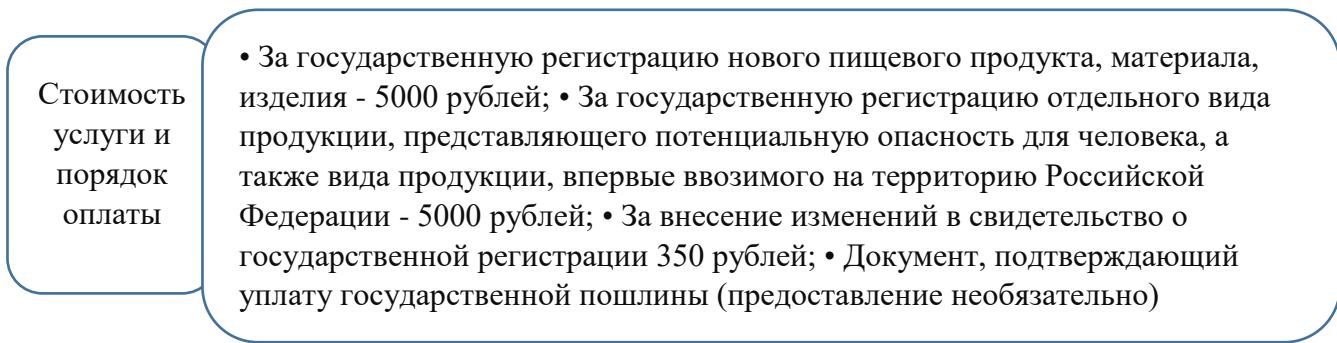 Стоимость
услуги и
порядок
оплаты
• За государственную регистрацию нового пищевого продукта, материала,
изделия - 5000 рублей; • За государственную регистрацию отдельного вида
продукции, представляющего потенциальную опасность для человека, а
также вида продукции, впервые ввозимого на территорию Российской
Федерации - 5000 рублей; • За внесение изменений в свидетельство о
государственной регистрации 350 рублей; • Документ, подтверждающий
уплату государственной пошлины (предоставление необязательно)